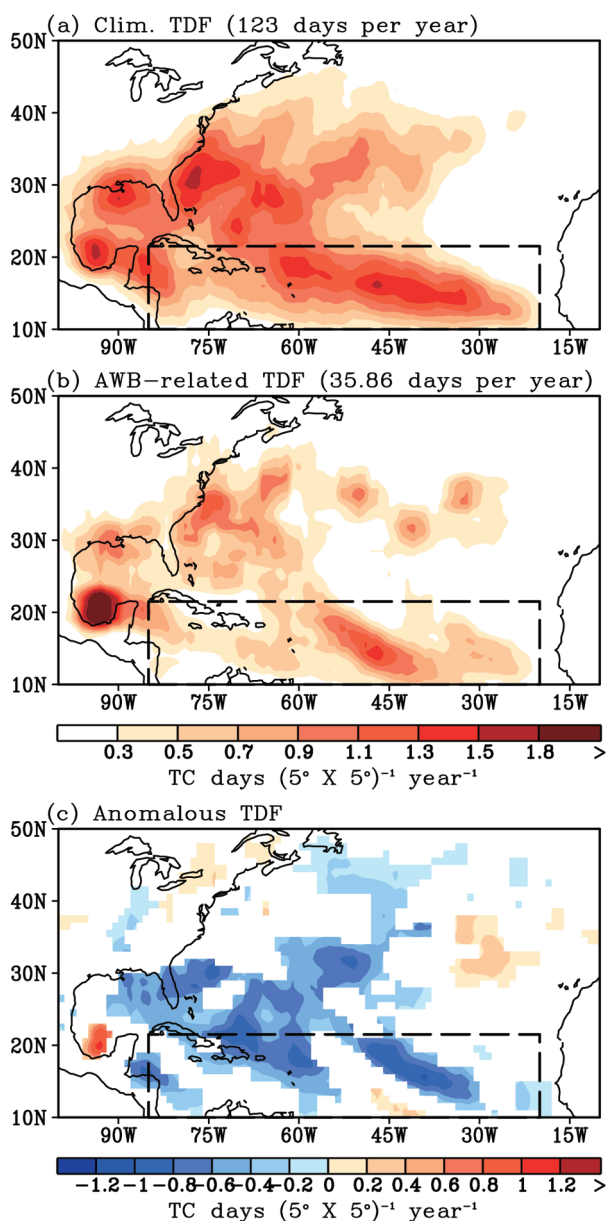 (a) Clim. TDF (123 days per year)
50N
40N
30N
20N
10N
90W 75W 60W 45W 30W 15W
(b) AWB-related TDF (35.86 days per year)
50N
40N
30N
20N
10N
90W 75W 60W 45W 30W 15W
0.3 0.5 0.7 0.9 1.1 1.3 1.5 1.8 >
TC days (5° X 5°)⁻¹ year⁻¹
(c) Anomalous TDF
50N
40N
30N
20N
10N
90W 75W 60W 45W 30W 15W
-1.2 -1 -0.8 -0.6 -0.4 -0.2 0 0.2 0.4 0.6 0.8 1 1.2 >
TC days (5° X 5°)⁻¹ year⁻¹